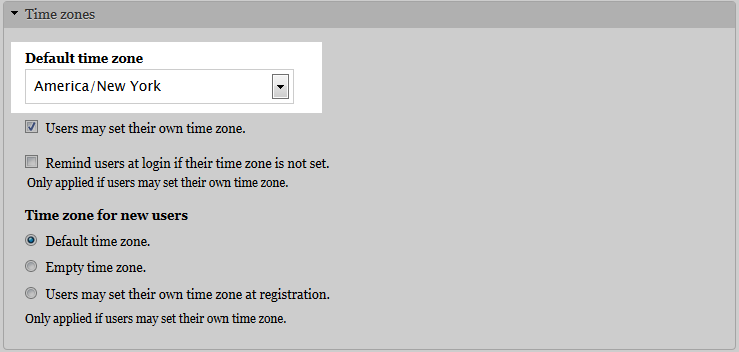 Time zones
Default time zone
America/New York
Users may set their own time zone.
Remind users at login if their time zone is not set.
Only applied if users may set their own time zone.
Time zone for new users
Default time zone.
Empty time zone.
Users may set their own time zone at registration.
Only applied if users may set their own time zone.